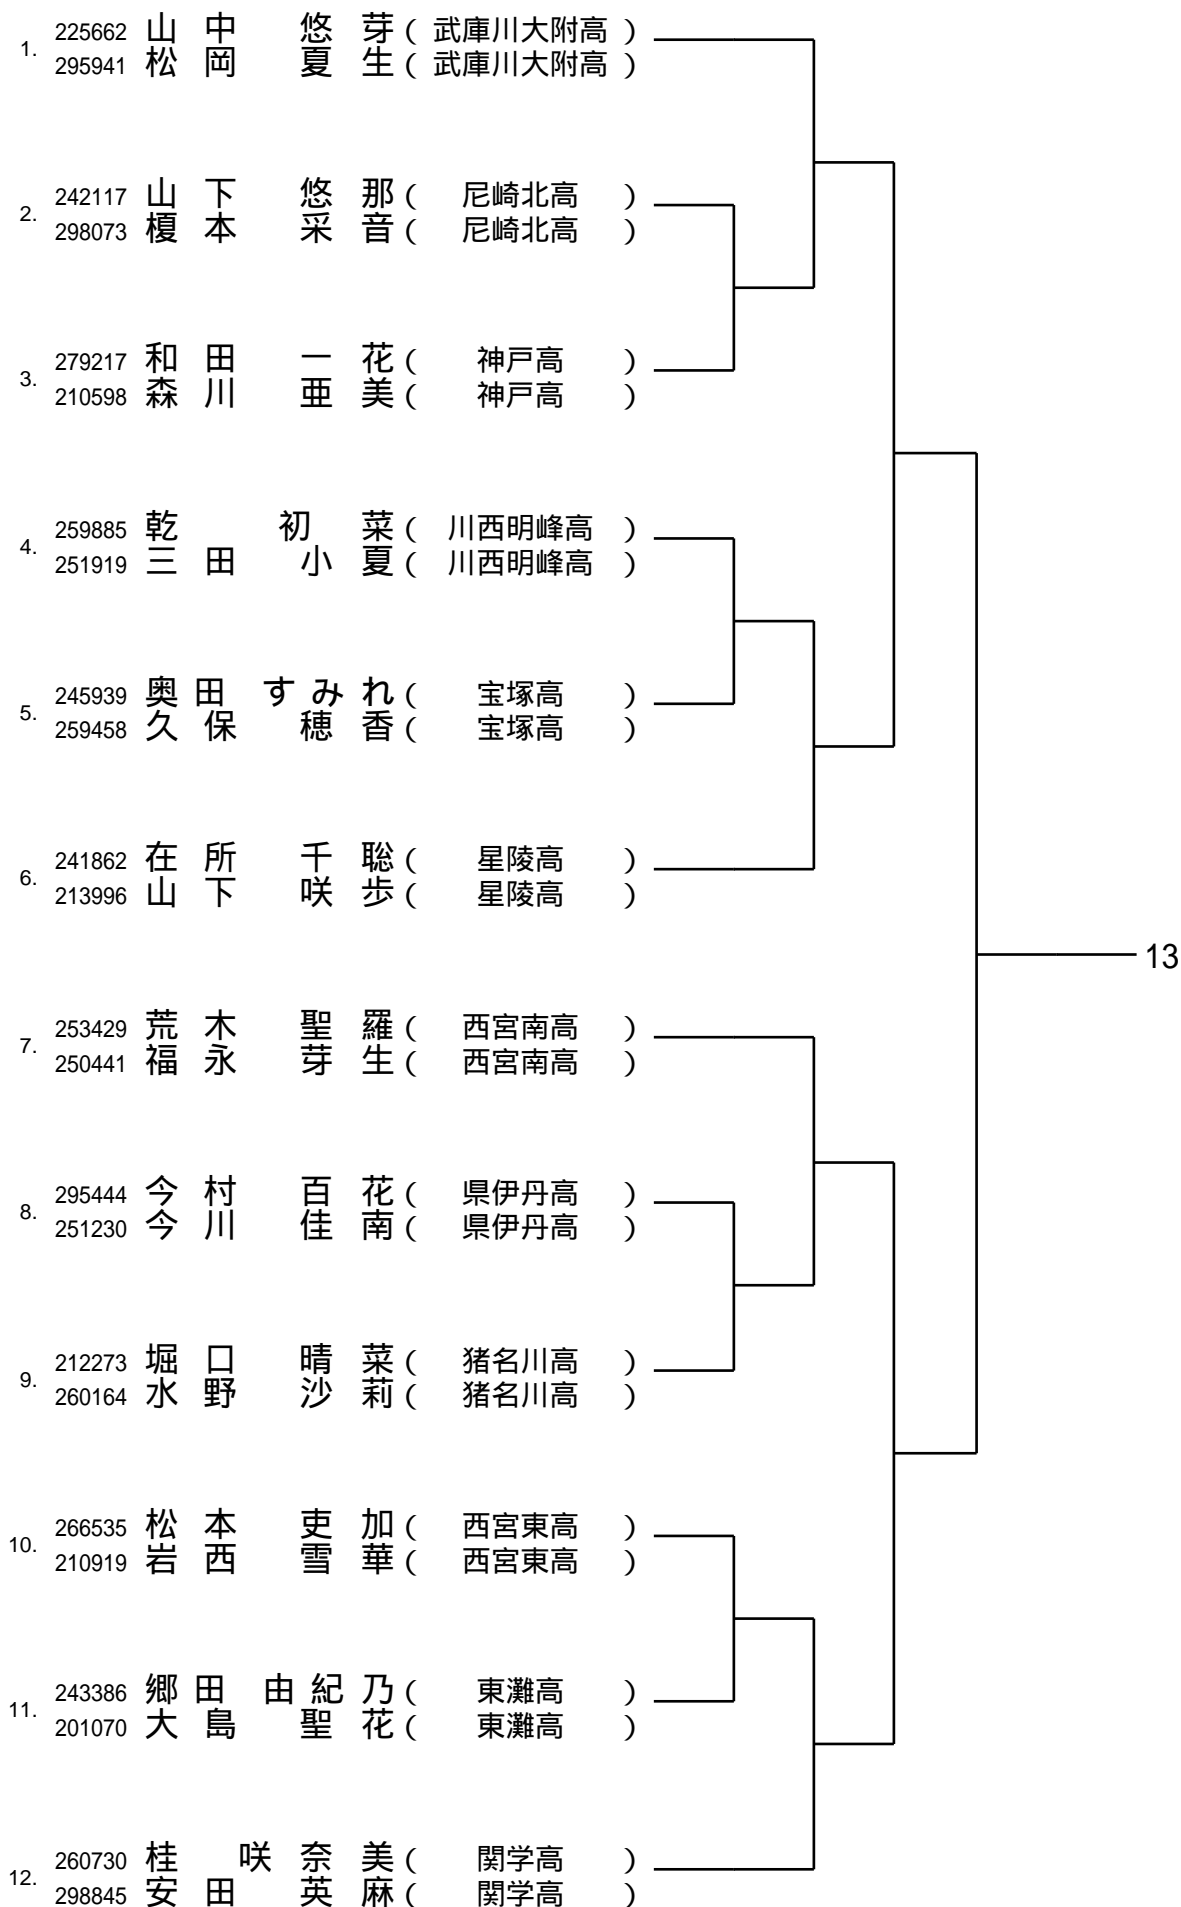 1. 225662 山中 悠芽 ( 武庫川大附高 )
295941 松岡 夏生 ( 武庫川大附高 )
2. 242117 山下 悠那 ( 尼崎北高 )
298073 榎本 采音 ( 尼崎北高 )
3. 279217 和田 一花 ( 神戸高 )
210598 森川 亜美 ( 神戸高 )
4. 259885 乾 初菜 ( 川西明峰高 )
251919 三田 小夏 ( 川西明峰高 )
5. 245939 奥田 すみれ ( 宝塚高 )
259458 久保 穂香 ( 宝塚高 )
6. 241862 在所 千聡 ( 星陵高 )
213996 山下 咲歩 ( 星陵高 )
13
7. 253429 荒木 聖羅 ( 西宮南高 )
250441 福永 芽生 ( 西宮南高 )
8. 295444 今村 百花 ( 県伊丹高 )
251230 今川 佳南 ( 県伊丹高 )
9. 212273 堀口 晴菜 ( 猪名川高 )
260164 水野 沙莉 ( 猪名川高 )
10. 266535 松本 吏加 ( 西宮東高 )
210919 岩西 雪華 ( 西宮東高 )
11. 243386 郷田 由紀乃 ( 東灘高 )
201070 大島 聖花 ( 東灘高 )
12. 260730 桂 咲奈美 ( 関学高 )
298845 安田 英麻 ( 関学高 )